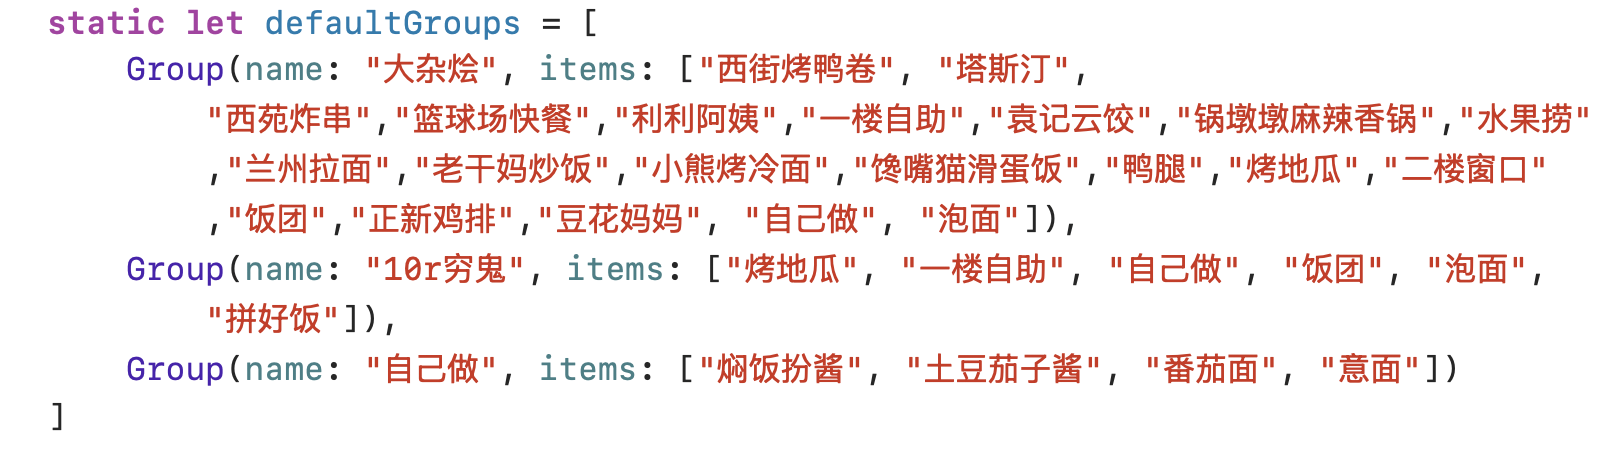 static let defaultGroups = [
Group(name: "大杂烩", items: ["西街烤鸭卷", "塔斯汀",
"西苑炸串","篮球场快餐","利利阿姨","一楼自助","袁记云饺","锅墩墩麻辣香锅","水果捞"
,"兰州拉面","老干妈炒饭","小熊烤冷面","馋嘴猫滑蛋饭","鸭腿","烤地瓜","二楼窗口"
,"饭团","正新鸡排","豆花妈妈", "自己做", "泡面"]),
Group(name: "10r穷鬼", items: ["烤地瓜", "一楼自助", "自己做", "饭团", "泡面",
"拼好饭"]),
Group(name: "自己做", items: ["焖饭扮酱", "土豆茄子酱", "番茄面", "意面"])
]